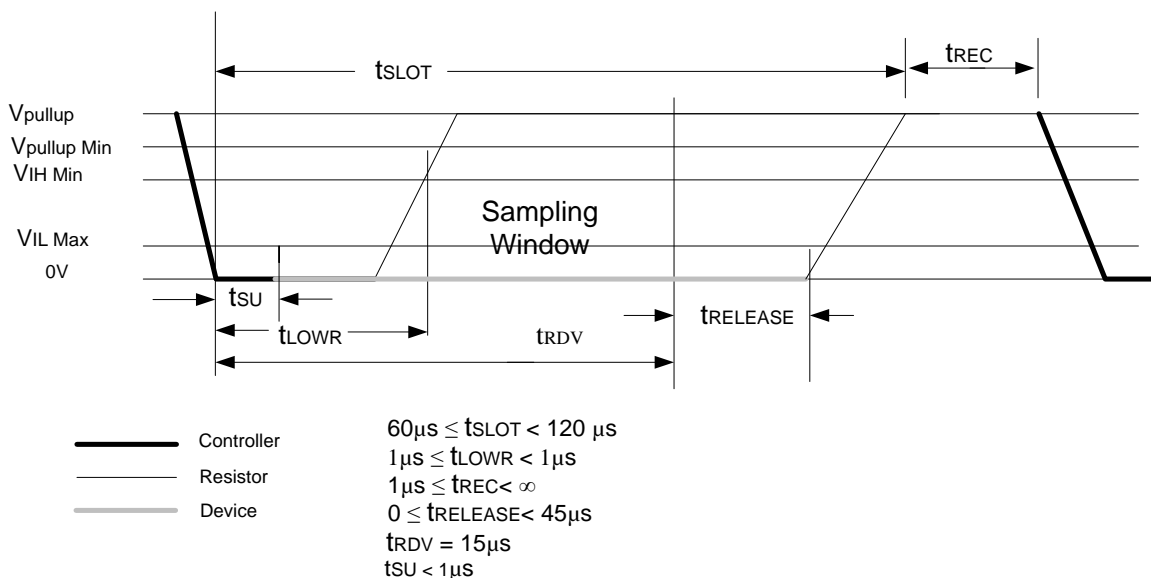 tREC
tSLOT
Vpullup
Vpullup Min
VIH Min
Sampling
Window
VIL Max
0V
tSU
tRELEASE
tLOWR
tRDV
Controller
Resistor
Device
60µs ≤ tSLOT < 120 µs
1µs ≤ tLOWR < 1µs
1µs ≤ tREC< ∞
0 ≤ tRELEASE< 45µs
tRDV = 15µs
tSU < 1µs